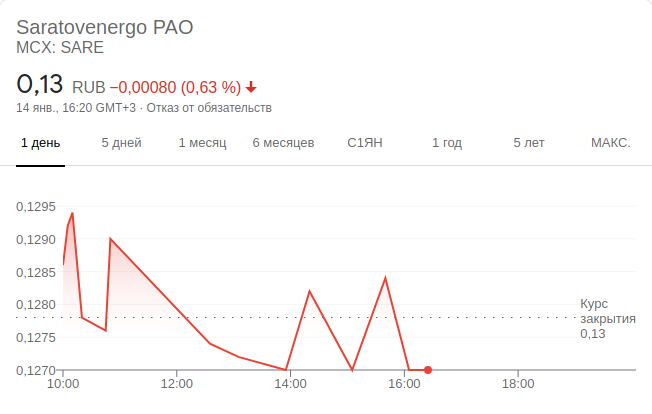 Saratovenergo PAO
MCX: SARE
0,13 RUB −0,00080 (0,63 %) ↓
14 янв., 16:20 GMT+3 · Отказ от обязательств
1 день 5 дней 1 месяц 6 месяцев С1ЯН 1 год 5 лет МАКС.
0,1295
0,1290
0,1285
0,1280
0,1275
0,1270
Курс
закрытия
0,13
10:00 12:00 14:00 16:00 18:00